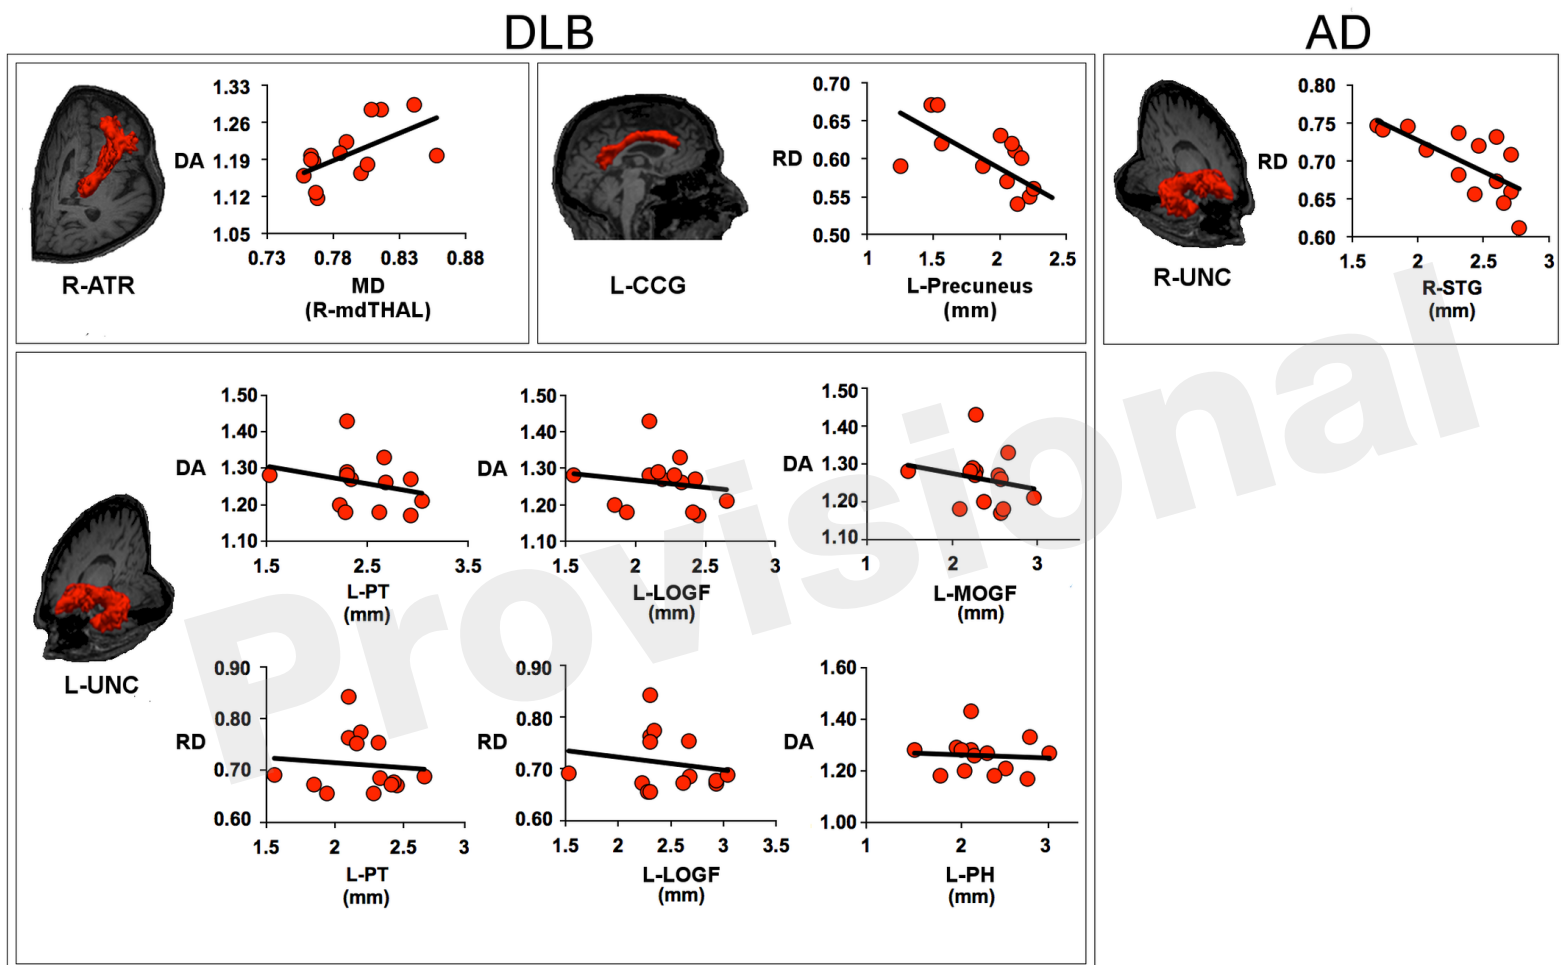 DLB
AD
1.33
1.26
DA
1.19
1.12
1.05
0.73 0.78 0.83 0.88
MD
(R-mdTHAL)
R-ATR
0.70
0.65
RD
0.60
0.55
0.50
1 1.5 2 2.5
L-Precuneus
(mm)
L-CCG
0.80
0.75
RD
0.70
0.65
0.60
1.5 2 2.5 3
R-STG
(mm)
R-UNC
L-UNC
1.50
1.40
DA
1.30
1.20
1.10
1.5 2.5 3.5
L-PT
(mm)
1.50
1.40
DA
1.30
1.20
1.10
1.5 2 2.5 3
L-LOGF
(mm)
1.50
1.40
DA
1.30
1.20
1.10
1 2 3
L-MOGF
(mm)
0.90
0.80
RD
0.70
0.60
1.5 2 2.5 3
L-PT
(mm)
0.90
0.80
RD
0.70
0.60
1.5 2 2.5 3 3.5
L-LOGF
(mm)
1.60
1.40
DA
1.20
1.00
1 2 3
L-PH
(mm)
Provisional